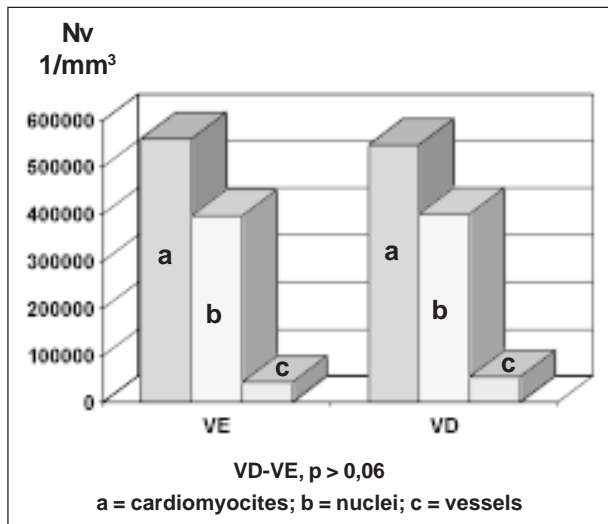 Nv
1/mm³
600000
500000
400000
300000
200000
100000
0
a
b
c
a
b
c
VE
VD
VD-VE, p > 0,06
a = cardiomyocites; b = nuclei; c = vessels